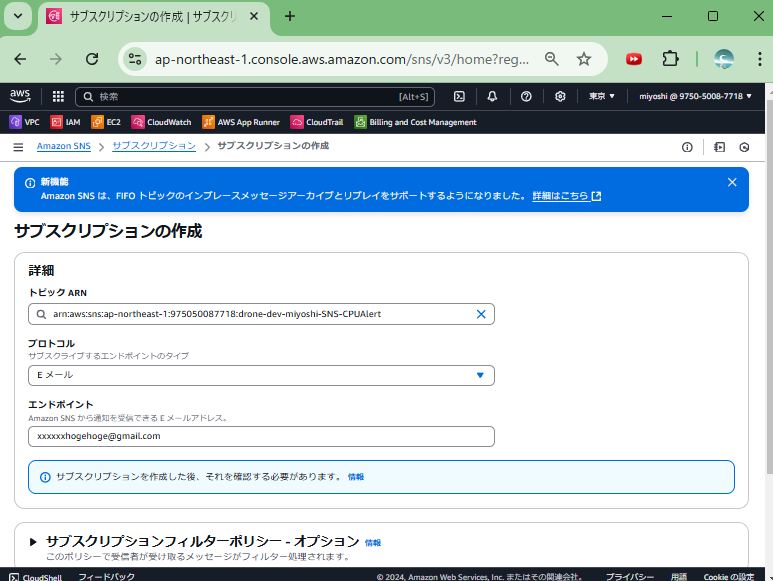 サブスクリプションの作成 | サブスクリ
ap-northeast-1.console.aws.amazon.com/sns/v3/home?reg...
aws
検索
[Alt+S]
東京 ▼
miyoshi @ 9750-5008-7718 ▼
VPC
IAM
EC2
CloudWatch
AWS App Runner
CloudTrail
Billing and Cost Management
Amazon SNS > サブスクリプション > サブスクリプションの作成
新機能
Amazon SNS は、FIFO トピックのインプレースメッセージアーカイブとリプレイをサポートするようになりました。 詳細はこちら
サブスクリプションの作成
詳細
トピック ARN
arn:aws:sns:ap-northeast-1:975050087718:drone-dev-miyoshi-SNS-CPUAlert
プロトコル
サブスクライブするエンドポイントのタイプ
E メール
エンドポイント
Amazon SNS から通知を受信できる E メールアドレス。
xxxxxxhogehoge@gmail.com
サブスクリプションを作成した後、それを確認する必要があります。 情報
サブスクリプションフィルターポリシー - オプション 情報
このポリシーで受信者が受け取るメッセージがフィルター処理されます。
CloudShell
フィードバック
© 2024, Amazon Web Services, Inc. またはその関連会社。
プライバシー
用語
Cookie の設定